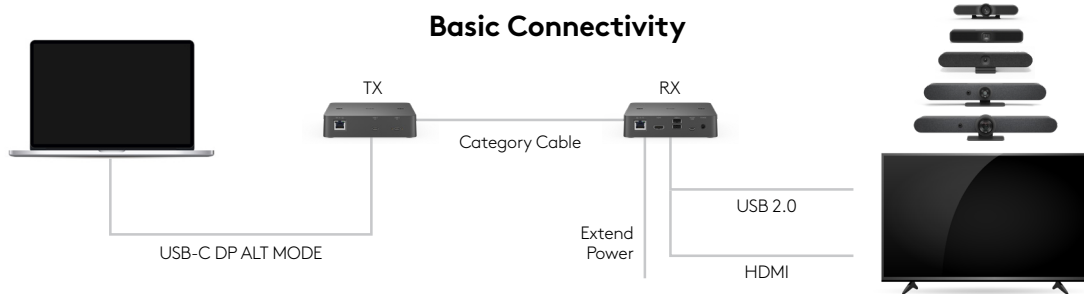 Basic Connectivity
TX
RX
Category Cable
USB 2.0
Extend
Power
USB-C DP ALT MODE
HDMI